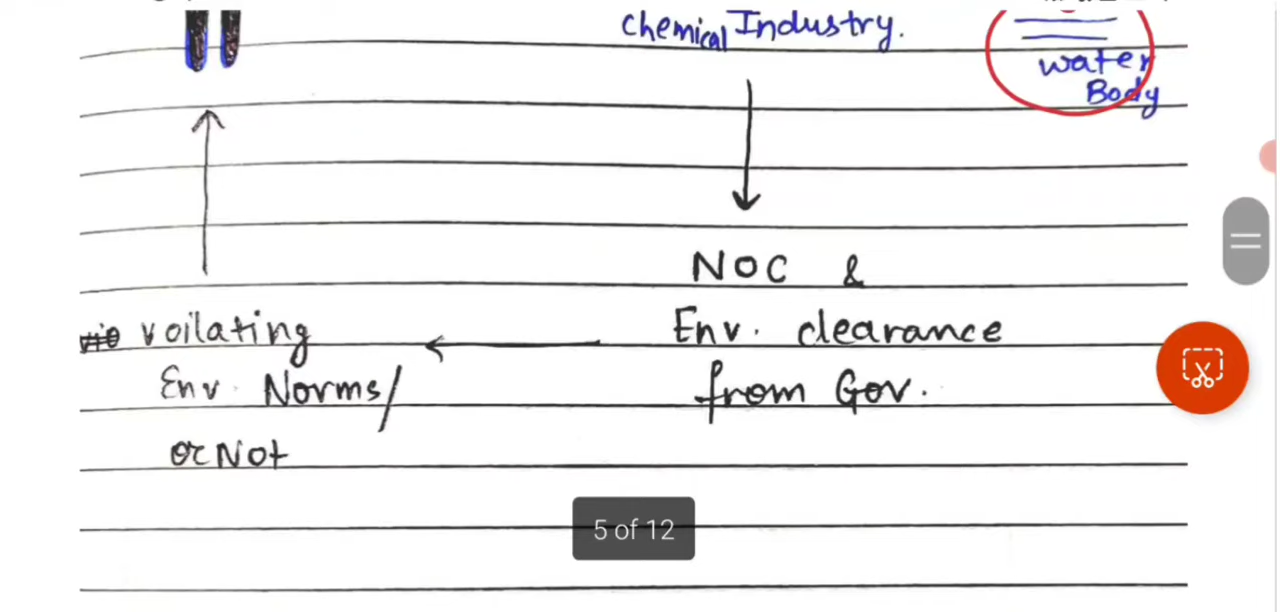 chemical Industry.
water
Body
NOC &
Env. clearance
from Gov.
voilating
Env. Norms/
or Not
5 of 12